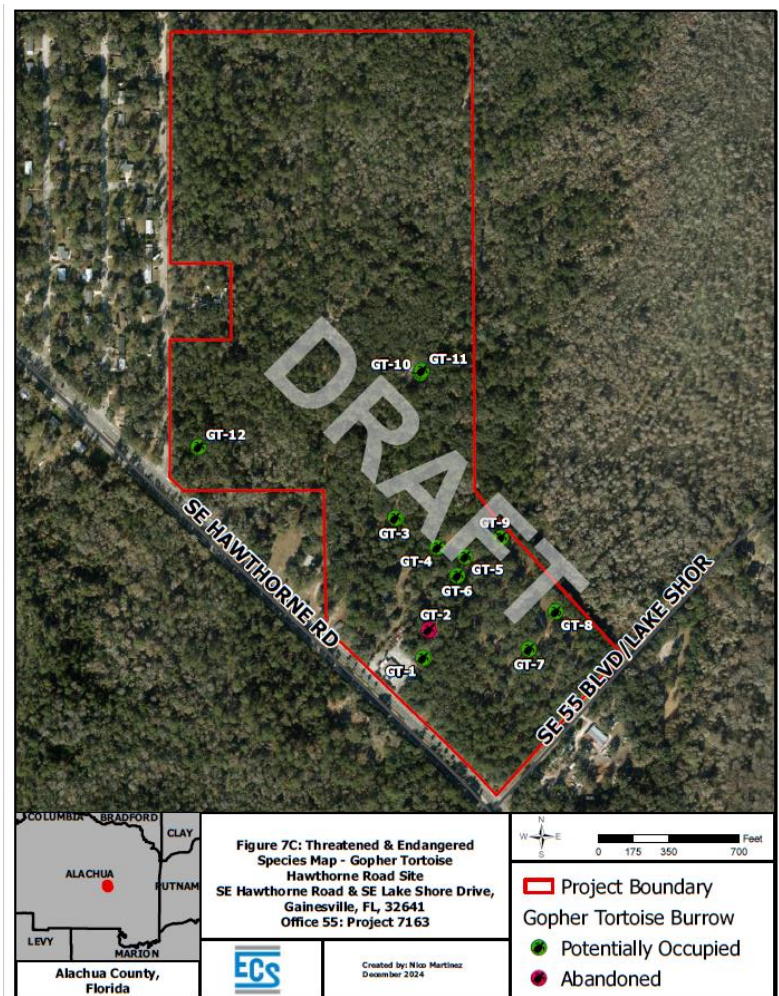 GT-10
GT-11
GT-12
DRAFT
SE HAWTHORNE RD
GT-3
GT-9
GT-4
GT-5
GT-6
GT-2
GT-8
GT-1
GT-7
SE 55 BLVD/LAKE SHOR
COLUMBIA
BRADFORD
CLAY
ALACHUA
PUTNAM
LEVY
MARION
Alachua County,
Florida
Figure 7C: Threatened & Endangered
Species Map - Gopher Tortoise
Hawthorne Road Site
SE Hawthorne Road & SE Lake Shore Drive,
Gainesville, FL, 32641
Office 55: Project 7163
ECS
Created by: Nico Martinez
December 2024
N
W E
S
Feet
0 175 350 700
Project Boundary
Gopher Tortoise Burrow
Potentially Occupied
Abandoned